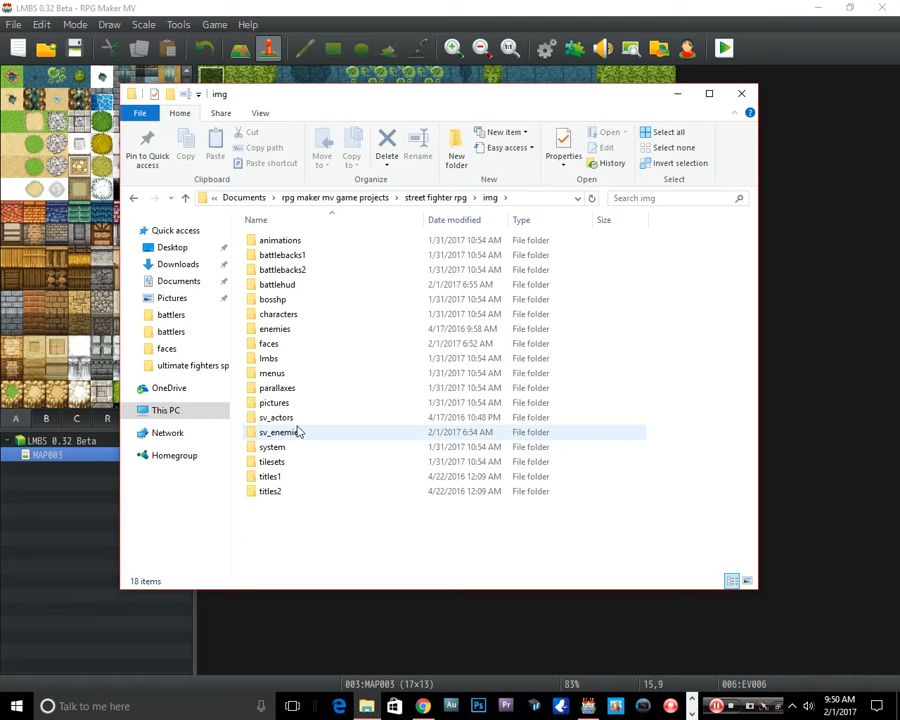 LMBS 0.32 Beta - RPG Maker MV
File Edit Mode Draw Scale Tools Game Help
img
File Home Share View
Pin to Quick access
Copy
Paste
Cut
Copy path
Paste shortcut
Clipboard
Move to
Copy to
Delete
Rename
Organize
New folder
New item
Easy access
New
Properties
Open
Edit
History
Open
Select all
Select none
Invert selection
Select
« Documents > rpg maker mv game projects > street fighter rpg > img >
Search img
Name Date modified Type Size
Quick access
Desktop
Downloads
Documents
Pictures
battlers
battlers
faces
ultimate fighters sp
OneDrive
This PC
Network
Homegroup
animations 1/31/2017 10:54 AM File folder
battlebacks1 1/31/2017 10:54 AM File folder
battlebacks2 1/31/2017 10:54 AM File folder
battlehud 2/1/2017 6:55 AM File folder
bosshp 1/31/2017 10:54 AM File folder
characters 1/31/2017 10:54 AM File folder
enemies 4/17/2016 9:58 AM File folder
faces 2/1/2017 6:52 AM File folder
lmbs 1/31/2017 10:54 AM File folder
menus 1/31/2017 10:54 AM File folder
parallaxes 1/31/2017 10:54 AM File folder
pictures 1/31/2017 10:54 AM File folder
sv_actors 4/17/2016 10:48 PM File folder
sv_enemie 2/1/2017 6:54 AM File folder
system 1/31/2017 10:54 AM File folder
tilesets 1/31/2017 10:54 AM File folder
titles1 4/22/2016 12:09 AM File folder
titles2 4/22/2016 12:09 AM File folder
18 items
A B C R
LMBS 0.32 Beta
MAP003
003:MAP003 (17x13) 83% 15,9 006:EV006
Talk to me here
Au Ps Pr
9:50 AM
2/1/2017